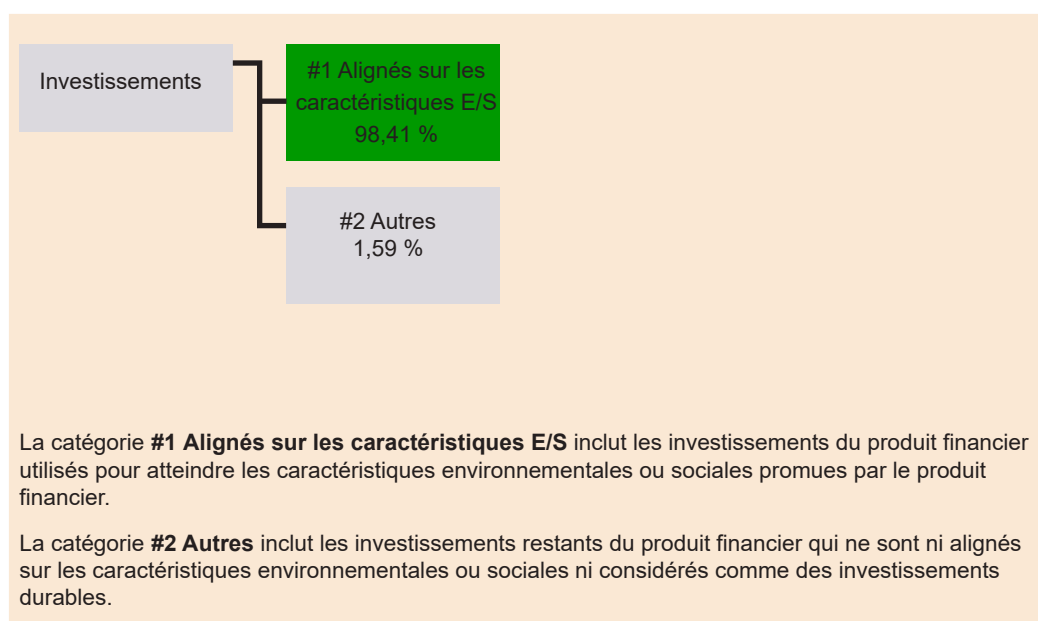 Investissements
#1 Alignés sur les
caractéristiques E/S
98,41 %
#2 Autres
1,59 %
La catégorie #1 Alignés sur les caractéristiques E/S inclut les investissements du produit financier
utilisés pour atteindre les caractéristiques environnementales ou sociales promues par le produit
financier.
La catégorie #2 Autres inclut les investissements restants du produit financier qui ne sont ni alignés
sur les caractéristiques environnementales ou sociales ni considérés comme des investissements
durables.